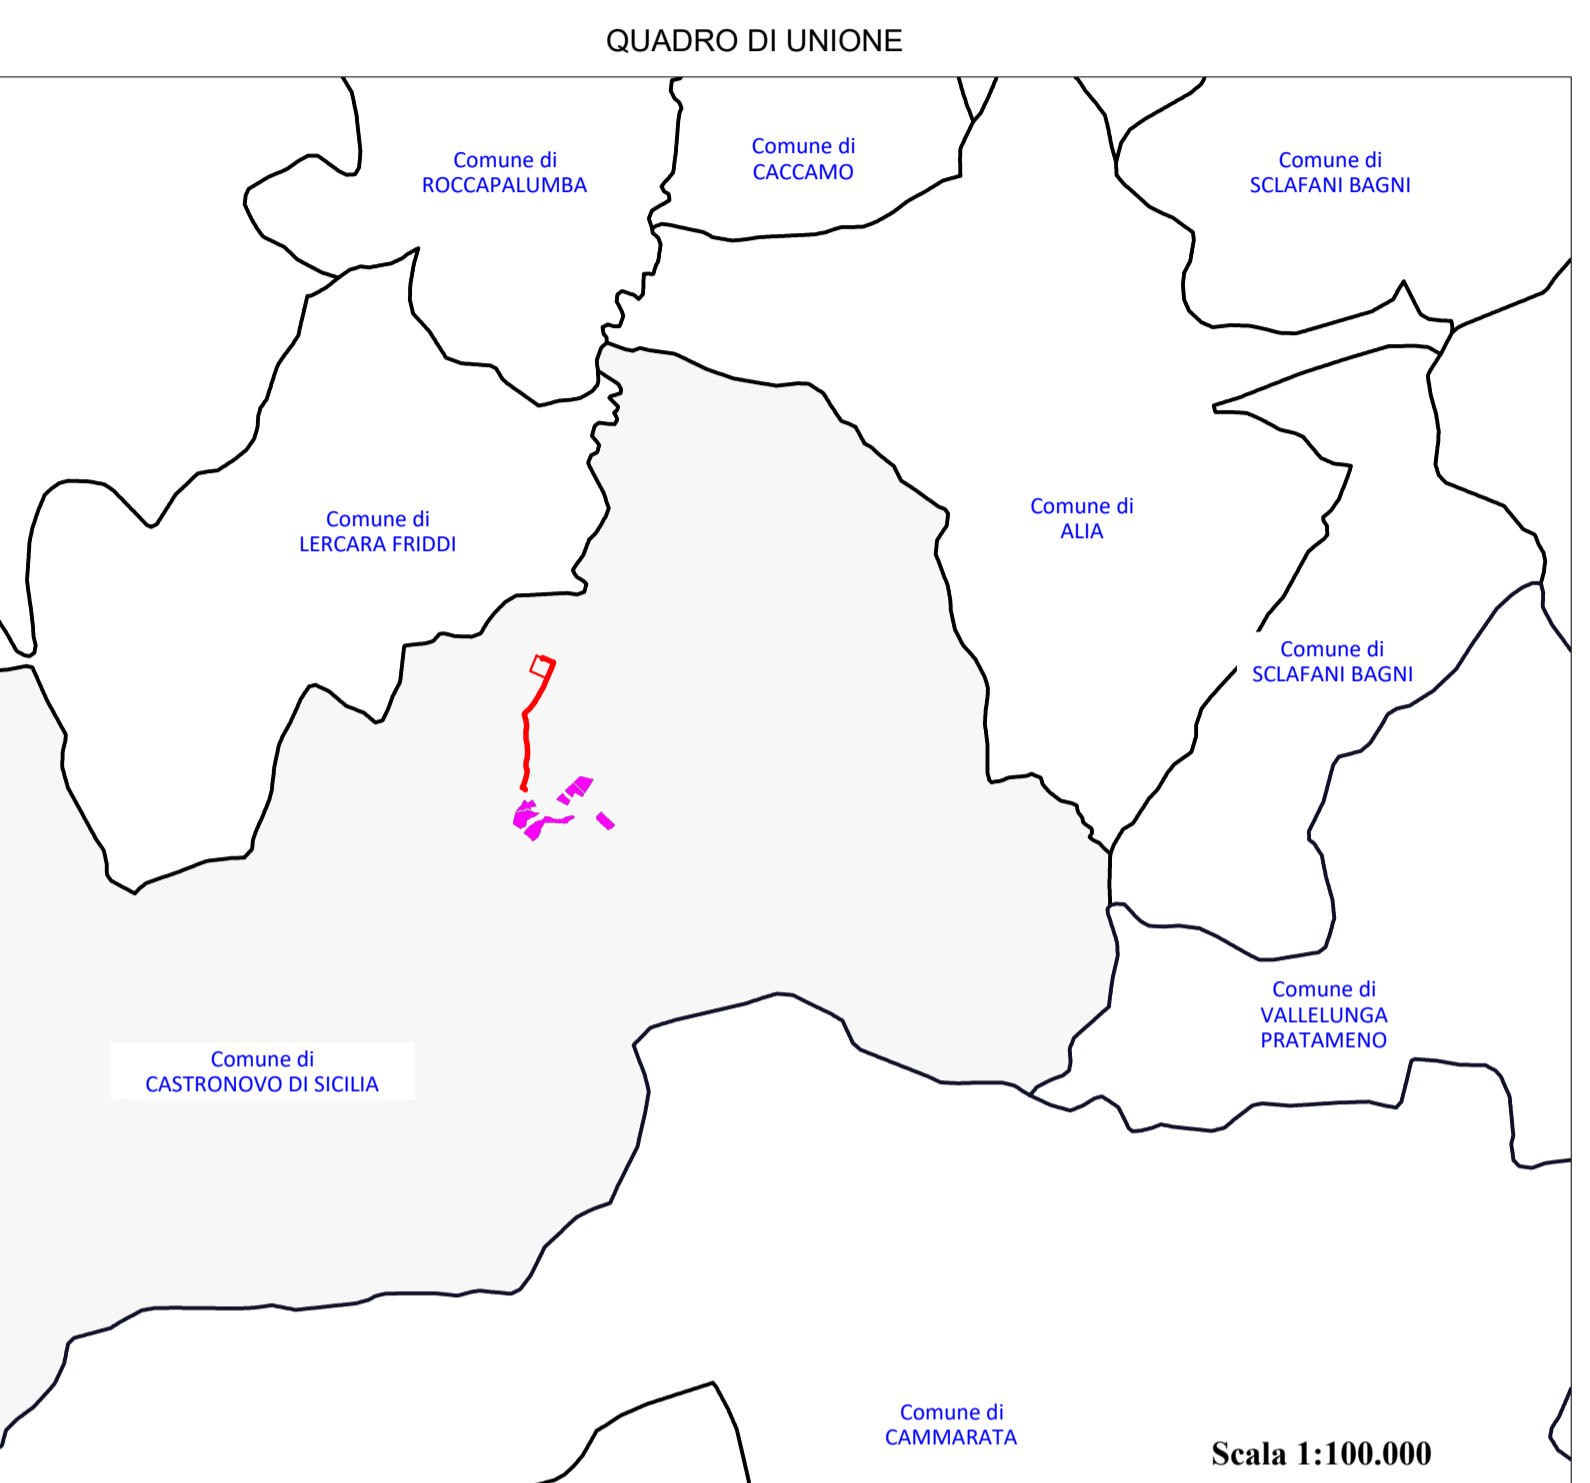 QUADRO DI UNIONE
Comune di
CACCAMO
Comune di
ROCCAPALUMBA
Comune di
SCLAFANI BAGNI
Comune di
ALIA
Comune di
LERCARA FRIDDI
Comune di
SCLAFANI BAGNI
Comune di
VALLELUNGA
PRATAMENO
Comune di
CASTRONOVO DI SICILIA
Comune di
CAMMARATA
Scala 1:100.000